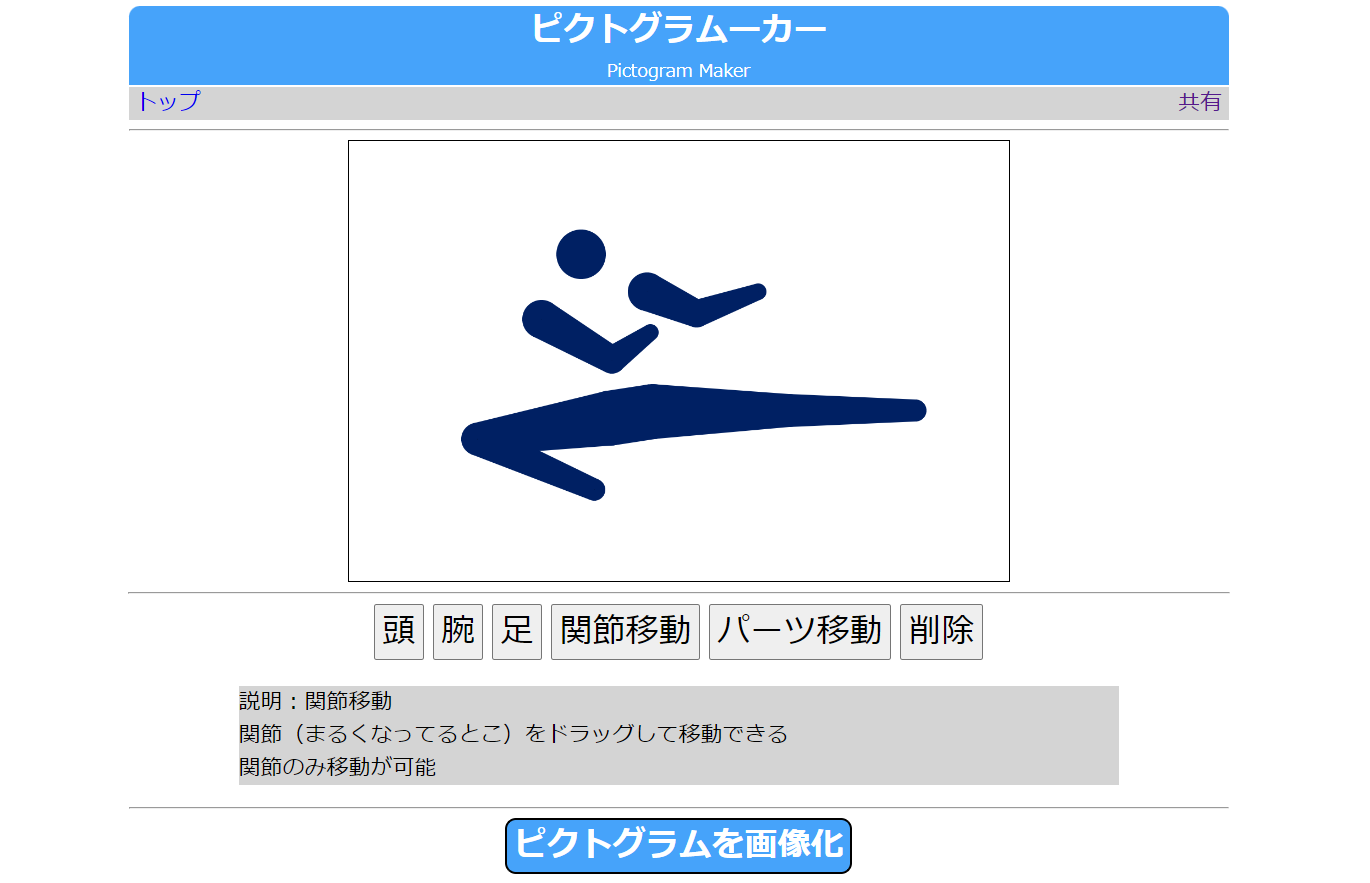 ピクトグラムーカー
Pictogram Maker
トップ
共有
頭 腕 足 関節移動 パーツ移動 削除
説明：関節移動
関節（まるくなってるとこ）をドラッグして移動できる
関節のみ移動が可能
ピクトグラムを画像化